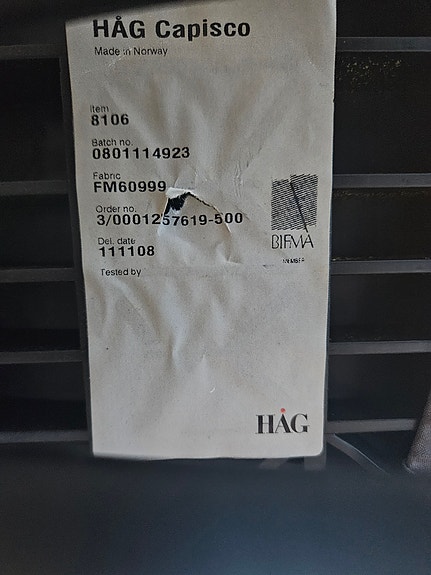 HÅG Capisco
Made in Norway
Item
8106
Batch no.
0801114923
Fabric
FM60999
Order no.
3/0001257619-500
Del. date
111108
Tested by
BIFMA
MEMBER
HÅG